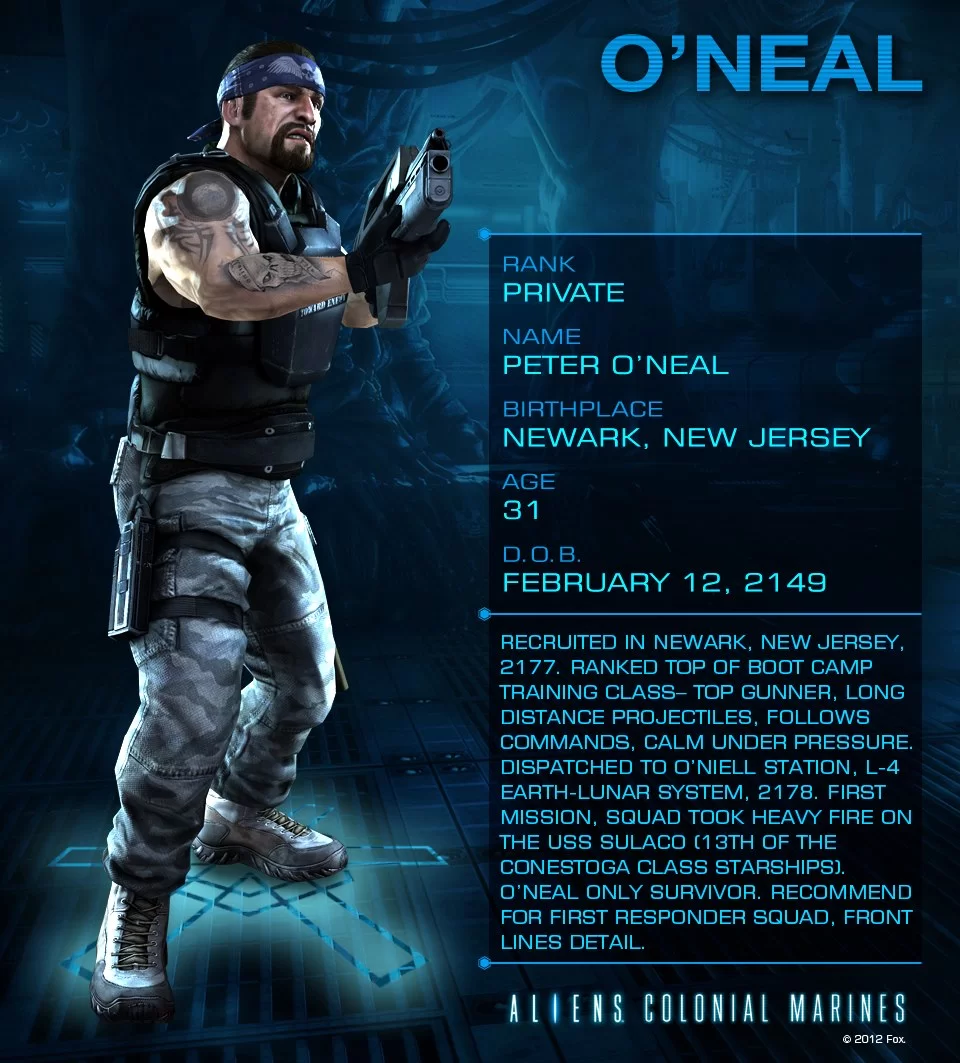 O'NEAL
RANK
PRIVATE
NAME
PETER O'NEAL
BIRTHPLACE
NEWARK, NEW JERSEY
AGE
31
D.O.B.
FEBRUARY 12, 2149
RECRUITED IN NEWARK, NEW JERSEY,
2177. RANKED TOP OF BOOT CAMP
TRAINING CLASS– TOP GUNNER, LONG
DISTANCE PROJECTILES, FOLLOWS
COMMANDS, CALM UNDER PRESSURE.
DISPATCHED TO O'NIELL STATION, L-4
EARTH-LUNAR SYSTEM, 2178. FIRST
MISSION, SQUAD TOOK HEAVY FIRE ON
THE USS SULACO (13TH OF THE
CONESTOGA CLASS STARSHIPS).
O'NEAL ONLY SURVIVOR. RECOMMEND
FOR FIRST RESPONDER SQUAD, FRONT
LINES DETAIL.
TOWARD ENEMY
ALIENS COLONIAL MARINES
© 2012 Fox.